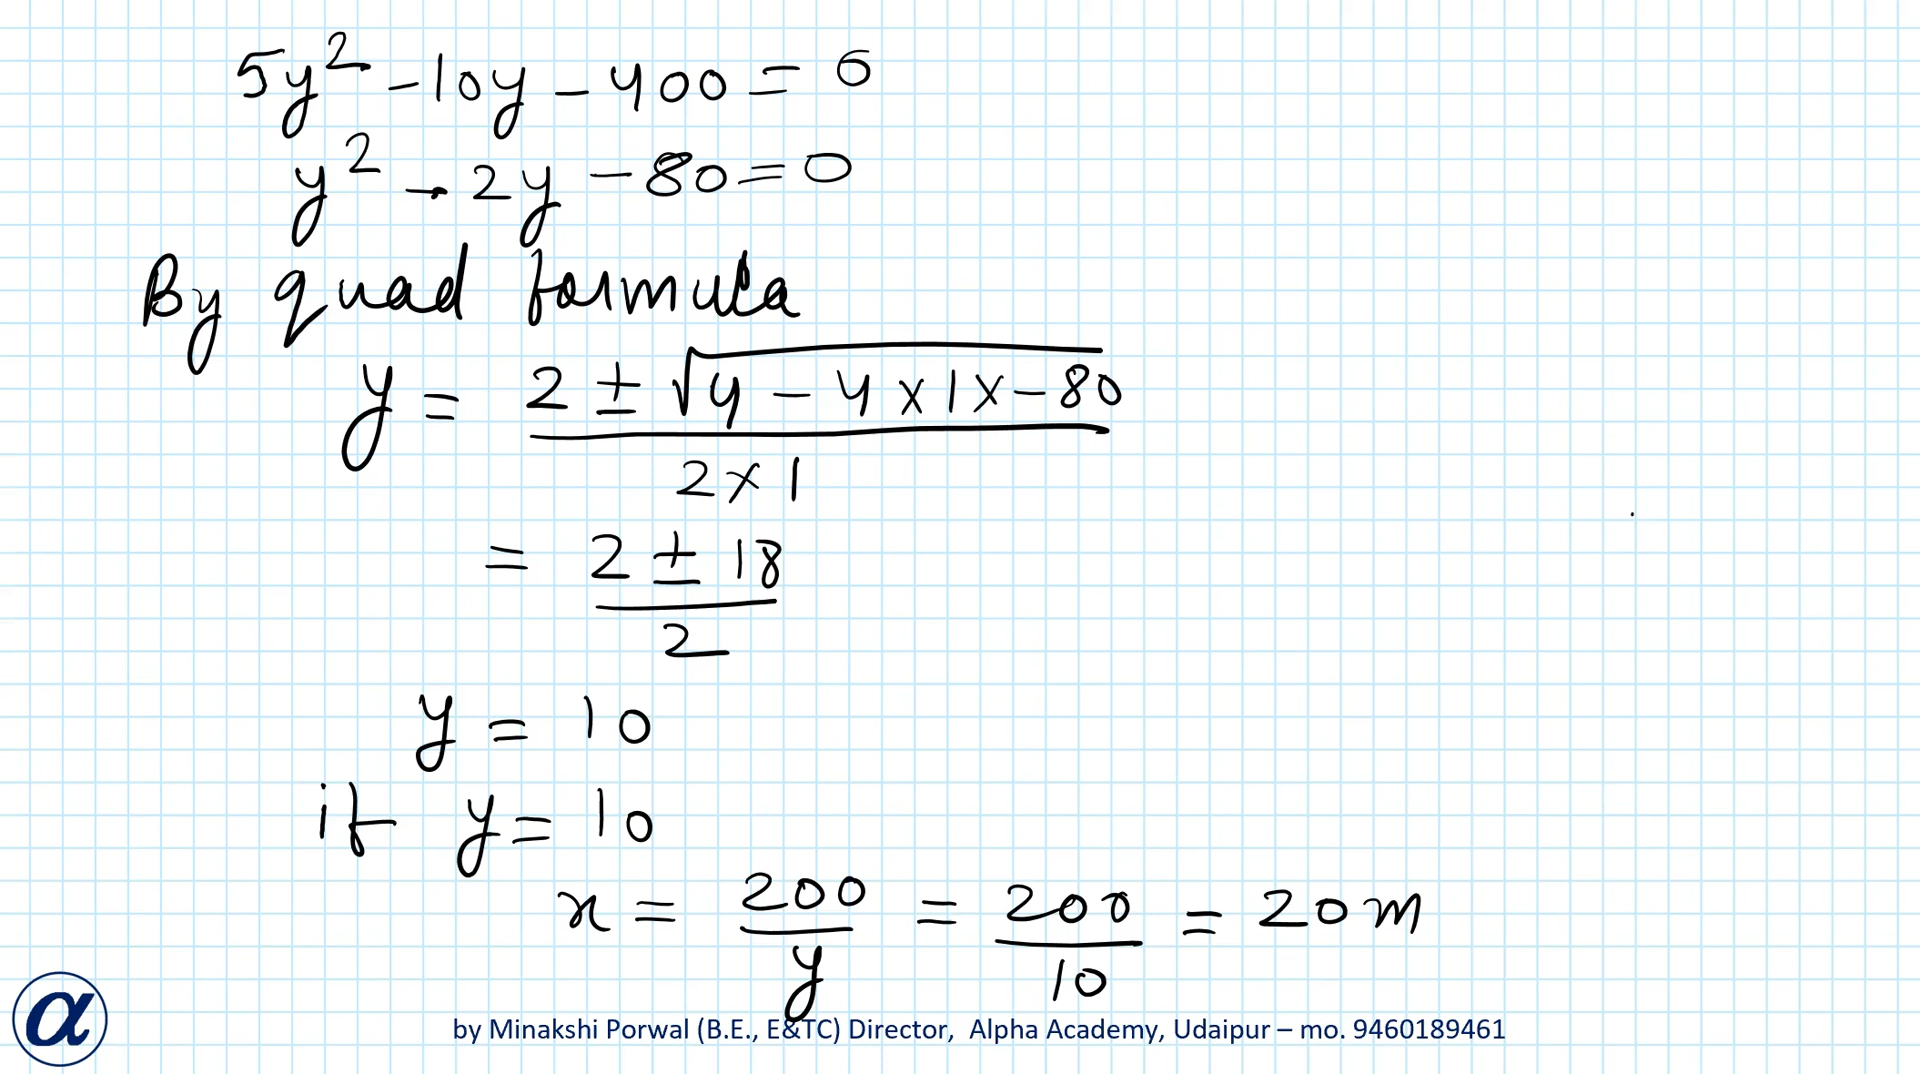 5y² - 10y - 400 = 0
y² - 2y - 80 = 0
By quad formula
y = 2 ± √4 - 4 × 1 × - 80
2 × 1
= 2 ± 18
2
y = 10
if y = 10
x = 200 = 200 = 20 m
y 10
α
by Minakshi Porwal (B.E., E&TC) Director, Alpha Academy, Udaipur – mo. 9460189461